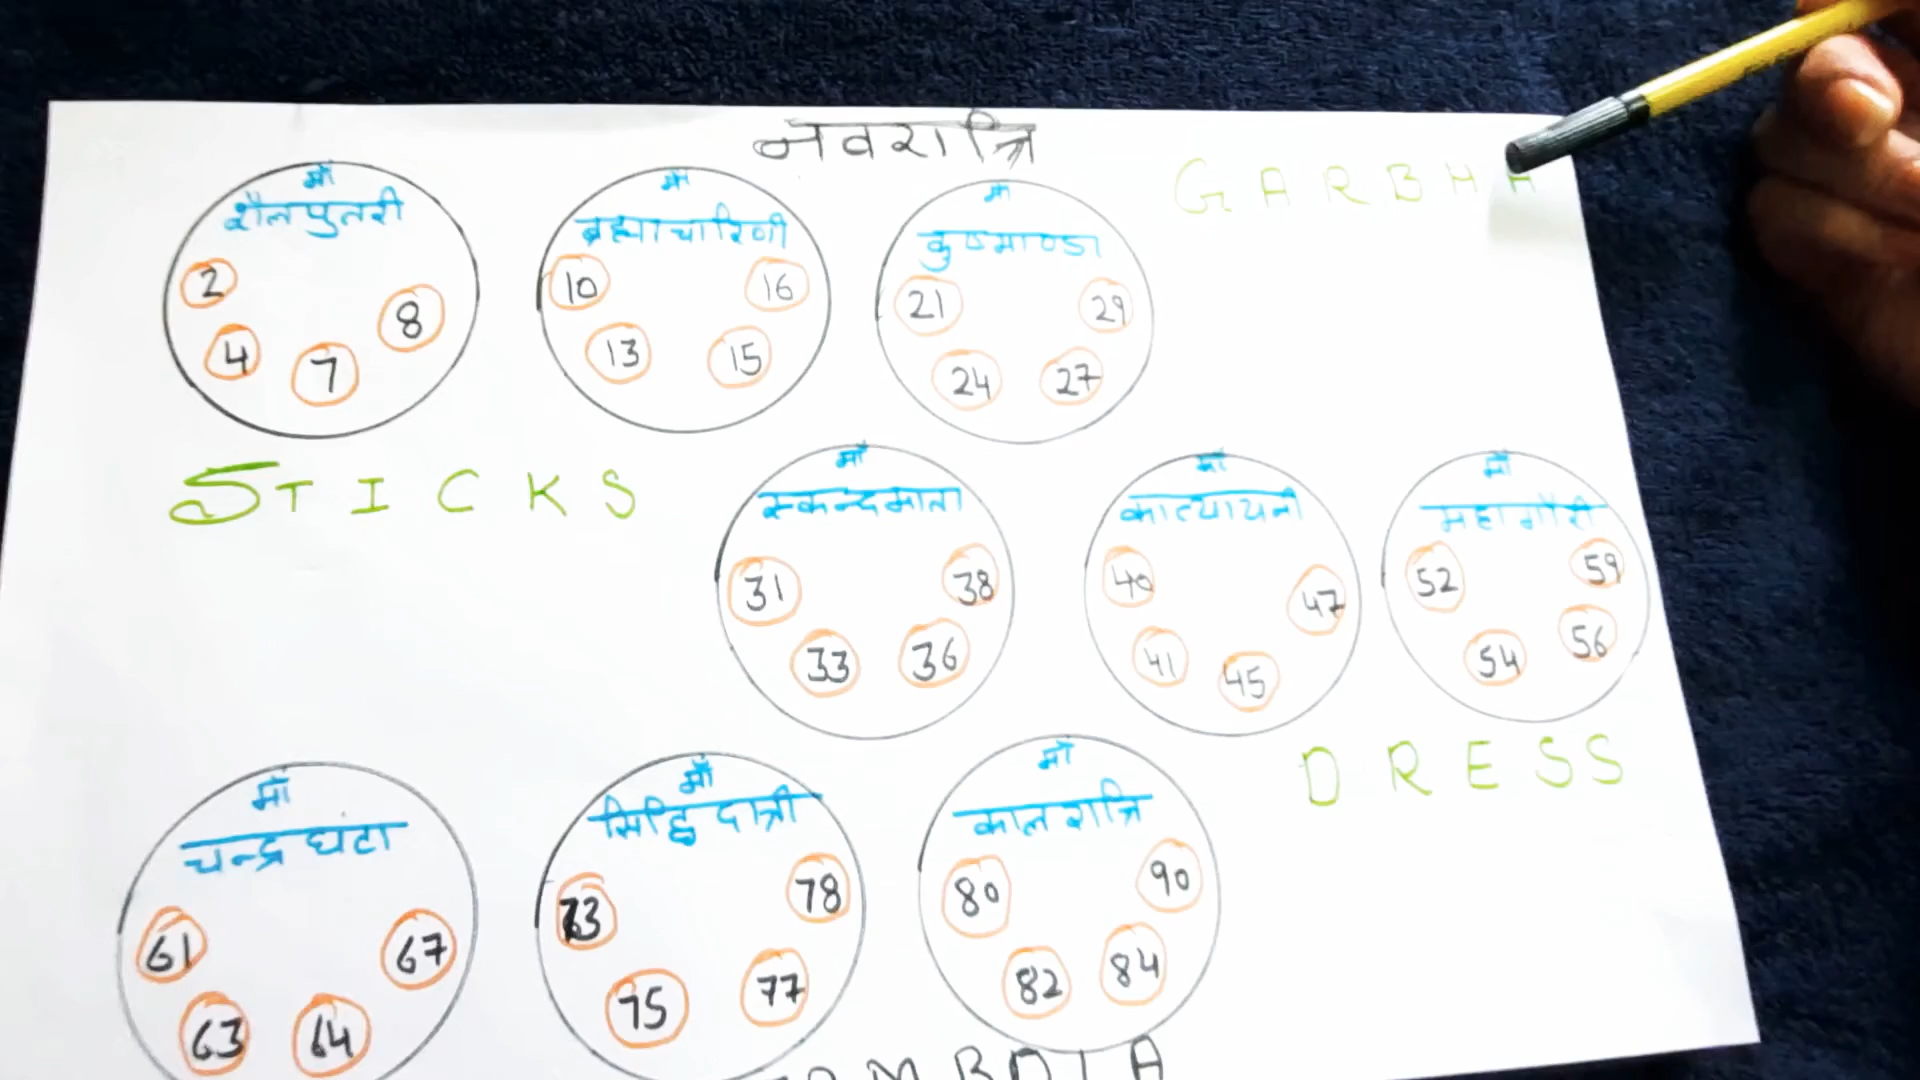 नवरात्रि
GARBHA
माँ
शैलपुतरी
2 4 7 8
माँ
ब्रह्माचारिणी
10 13 15 16
माँ
कुष्माण्डा
21 24 27 29
STICKS
माँ
स्कन्दमाता
31 33 36 38
माँ
कात्यायनी
40 41 45 47
माँ
महागौरी
52 54 56 59
DRESS
माँ
चन्द्रघंटा
61 63 64 67
माँ
सिद्धिदात्री
73 75 77 78
माँ
कालरात्रि
80 82 84 90